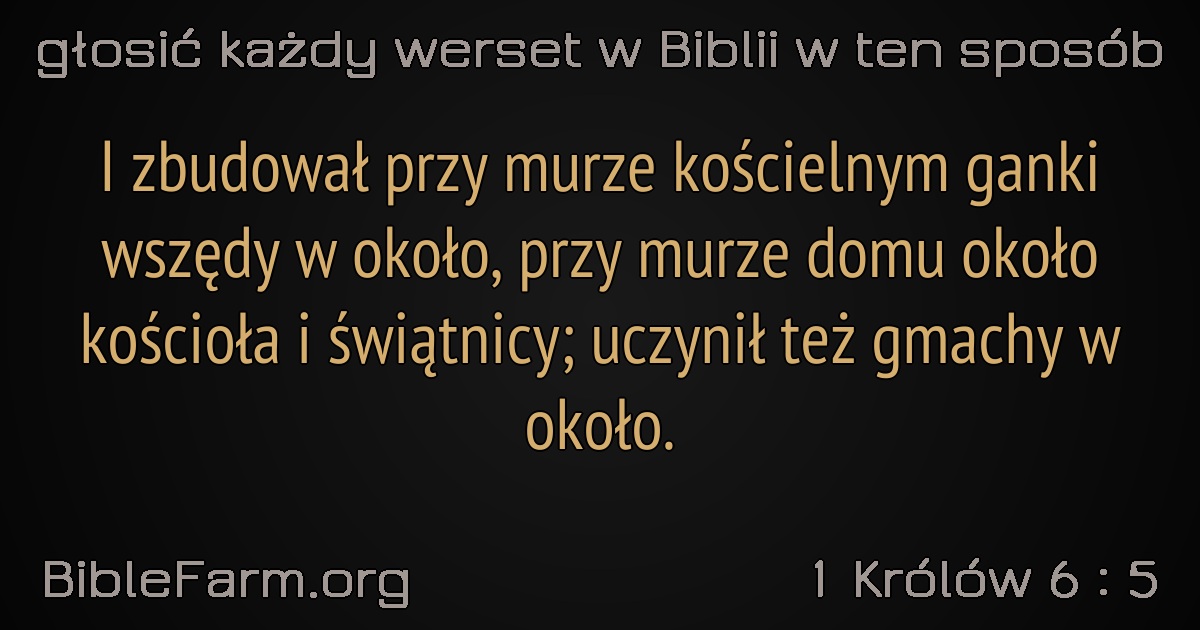 głosić każdy werset w Biblii w ten sposób
I zbudował przy murze kościelnym ganki
wszędy w około, przy murze domu około
kościoła i świątnicy; uczynił też gmachy w
około.
BibleFarm.org
1 Królów 6 : 5